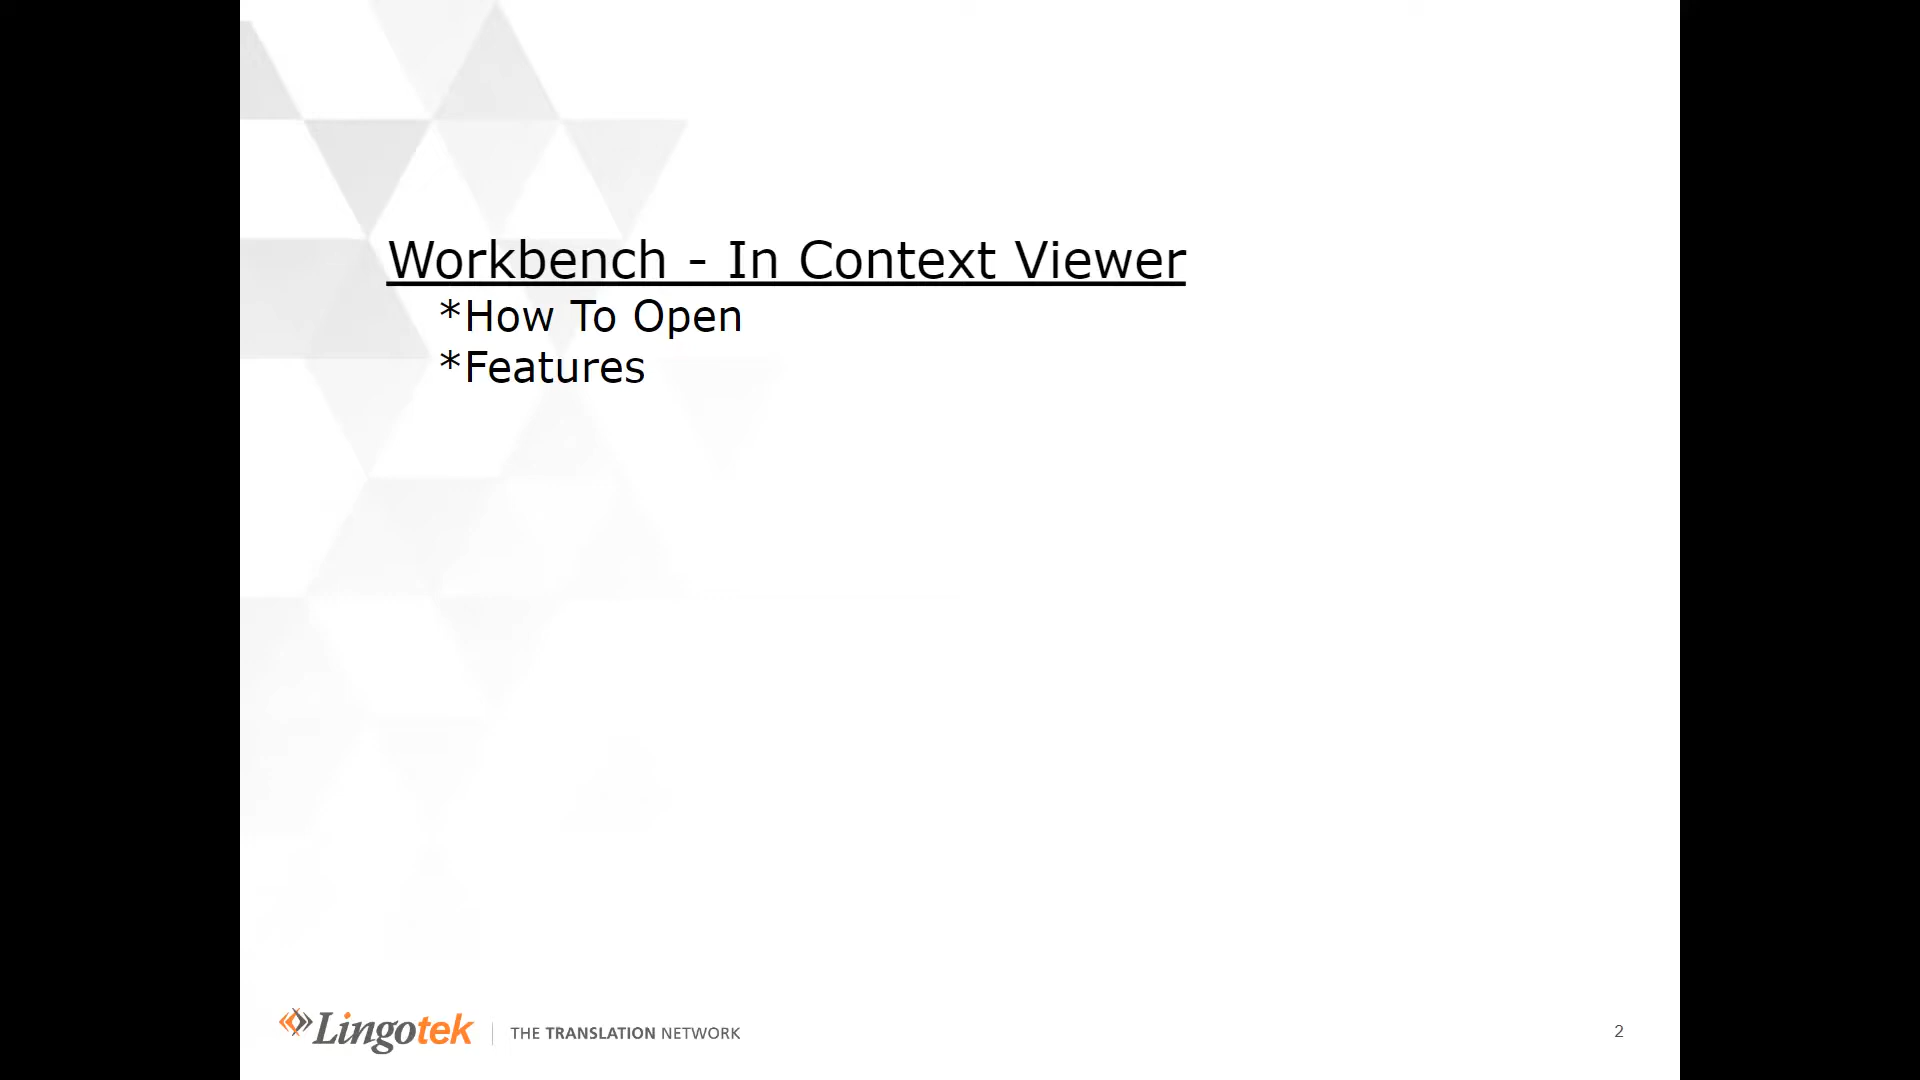 Workbench - In Context Viewer
*How To Open
*Features
Lingotek | THE TRANSLATION NETWORK
2